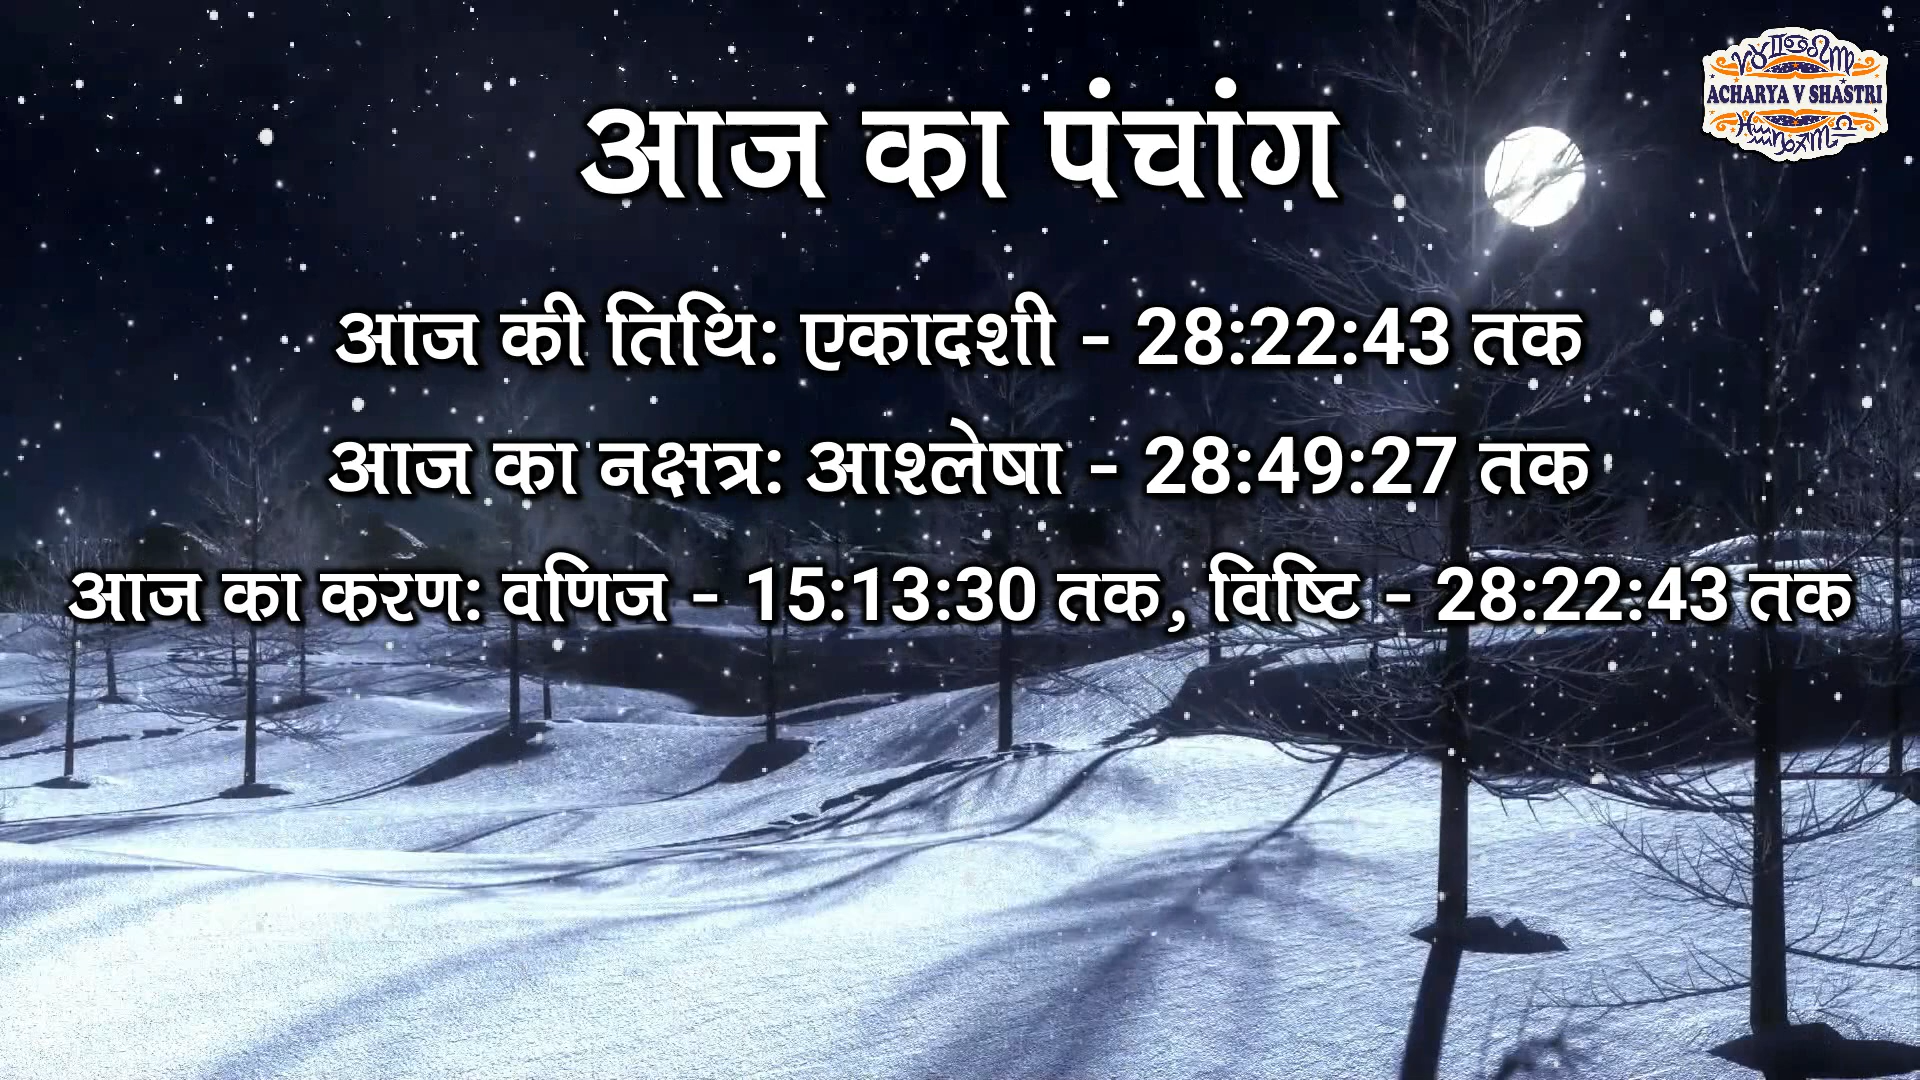 ACHARYA V SHASTRI
आज का पंचांग
आज की तिथि: एकादशी - 28:22:43 तक
आज का नक्षत्र: आश्लेषा - 28:49:27 तक
आज का करण: वणिज - 15:13:30 तक, विष्टि - 28:22:43 तक